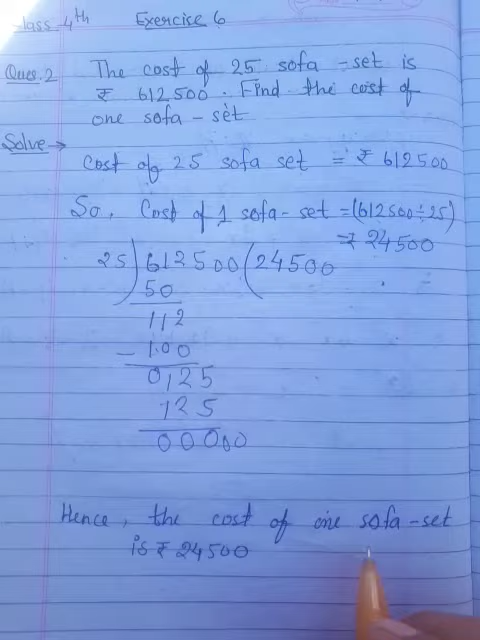 Class 4th Exercise 6
Ques.2 The cost of 25 sofa-set is
₹ 612500. Find the cost of
one sofa-set
Solve →
Cost of 25 sofa set = ₹ 612500
So, Cost of 1 sofa-set = (612500÷25)
= ₹ 24500
25) 612500 (24500
50
112
- 100
0125
125
00000
Hence, the cost of one sofa-set
is ₹ 24500